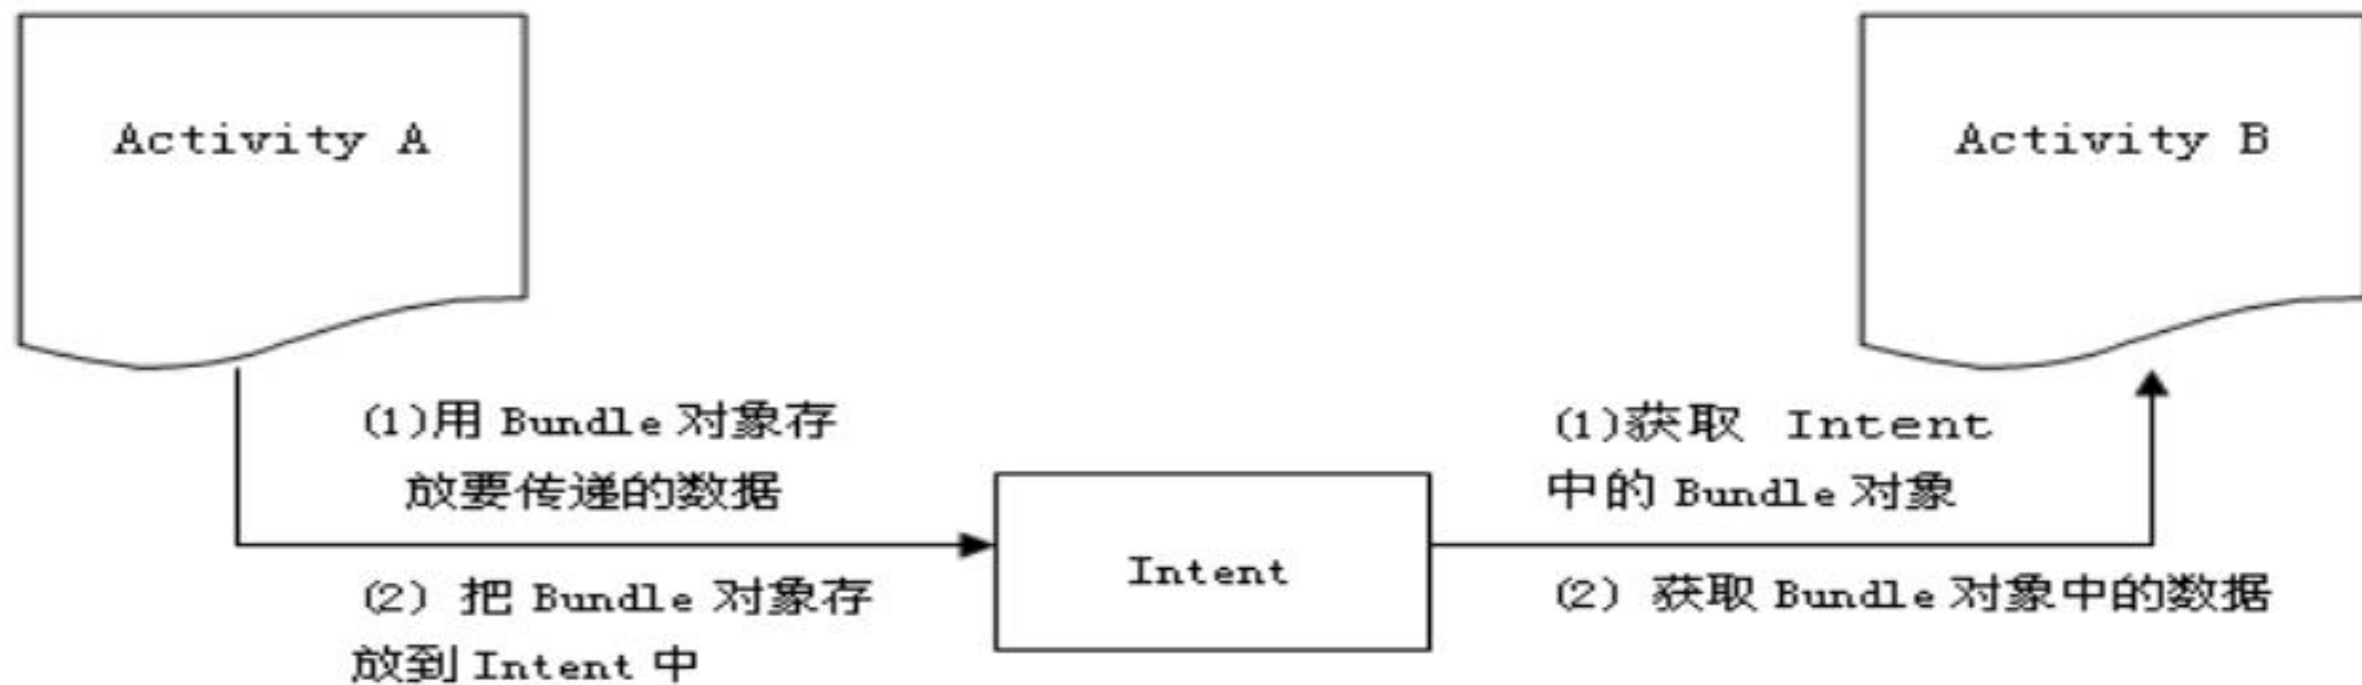 Activity A
Activity B
(1)用 Bundle 对象存
放要传递的数据
(2) 把 Bundle 对象存
放到 Intent 中
Intent
(1)获取 Intent
中的 Bundle 对象
(2) 获取 Bundle 对象中的数据